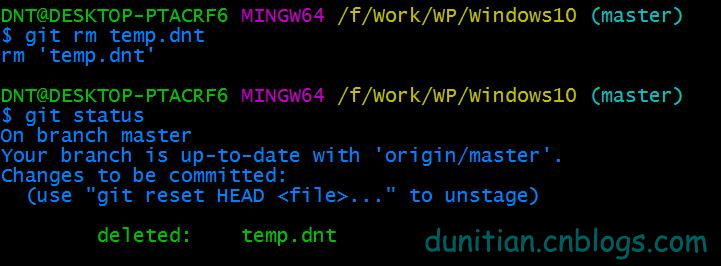 DNT@DESKTOP-PTACRF6 MINGW64 /f/Work/WP/Windows10 (master)
$ git rm temp.dnt
rm 'temp.dnt'
DNT@DESKTOP-PTACRF6 MINGW64 /f/Work/WP/Windows10 (master)
$ git status
On branch master
Your branch is up-to-date with 'origin/master'.
Changes to be committed:
  (use "git reset HEAD <file>..." to unstage)
        deleted:    temp.dnt
dunitian.cnblogs.com